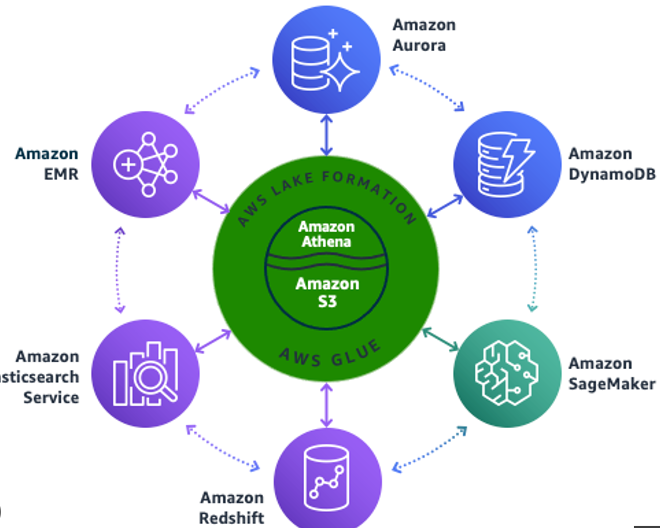 Amazon
Aurora
Amazon
EMR
Amazon
DynamoDB
AWS LAKE FORMATION
Amazon
Athena
Amazon
S3
AWS GLUE
Amazon
Service
Amazon
SageMaker
Amazon
Redshift